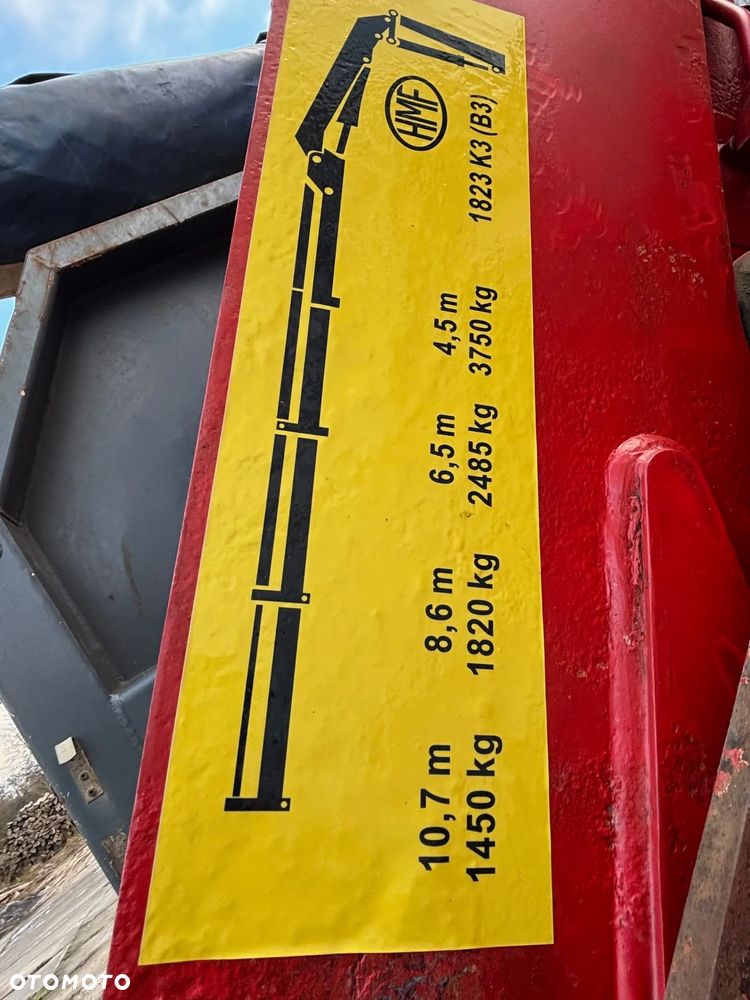 HMF
1823 K3 (B3)
10,7 m
1450 kg
8,6 m
1820 kg
6,5 m
2485 kg
4,5 m
3750 kg
OTOMOTO